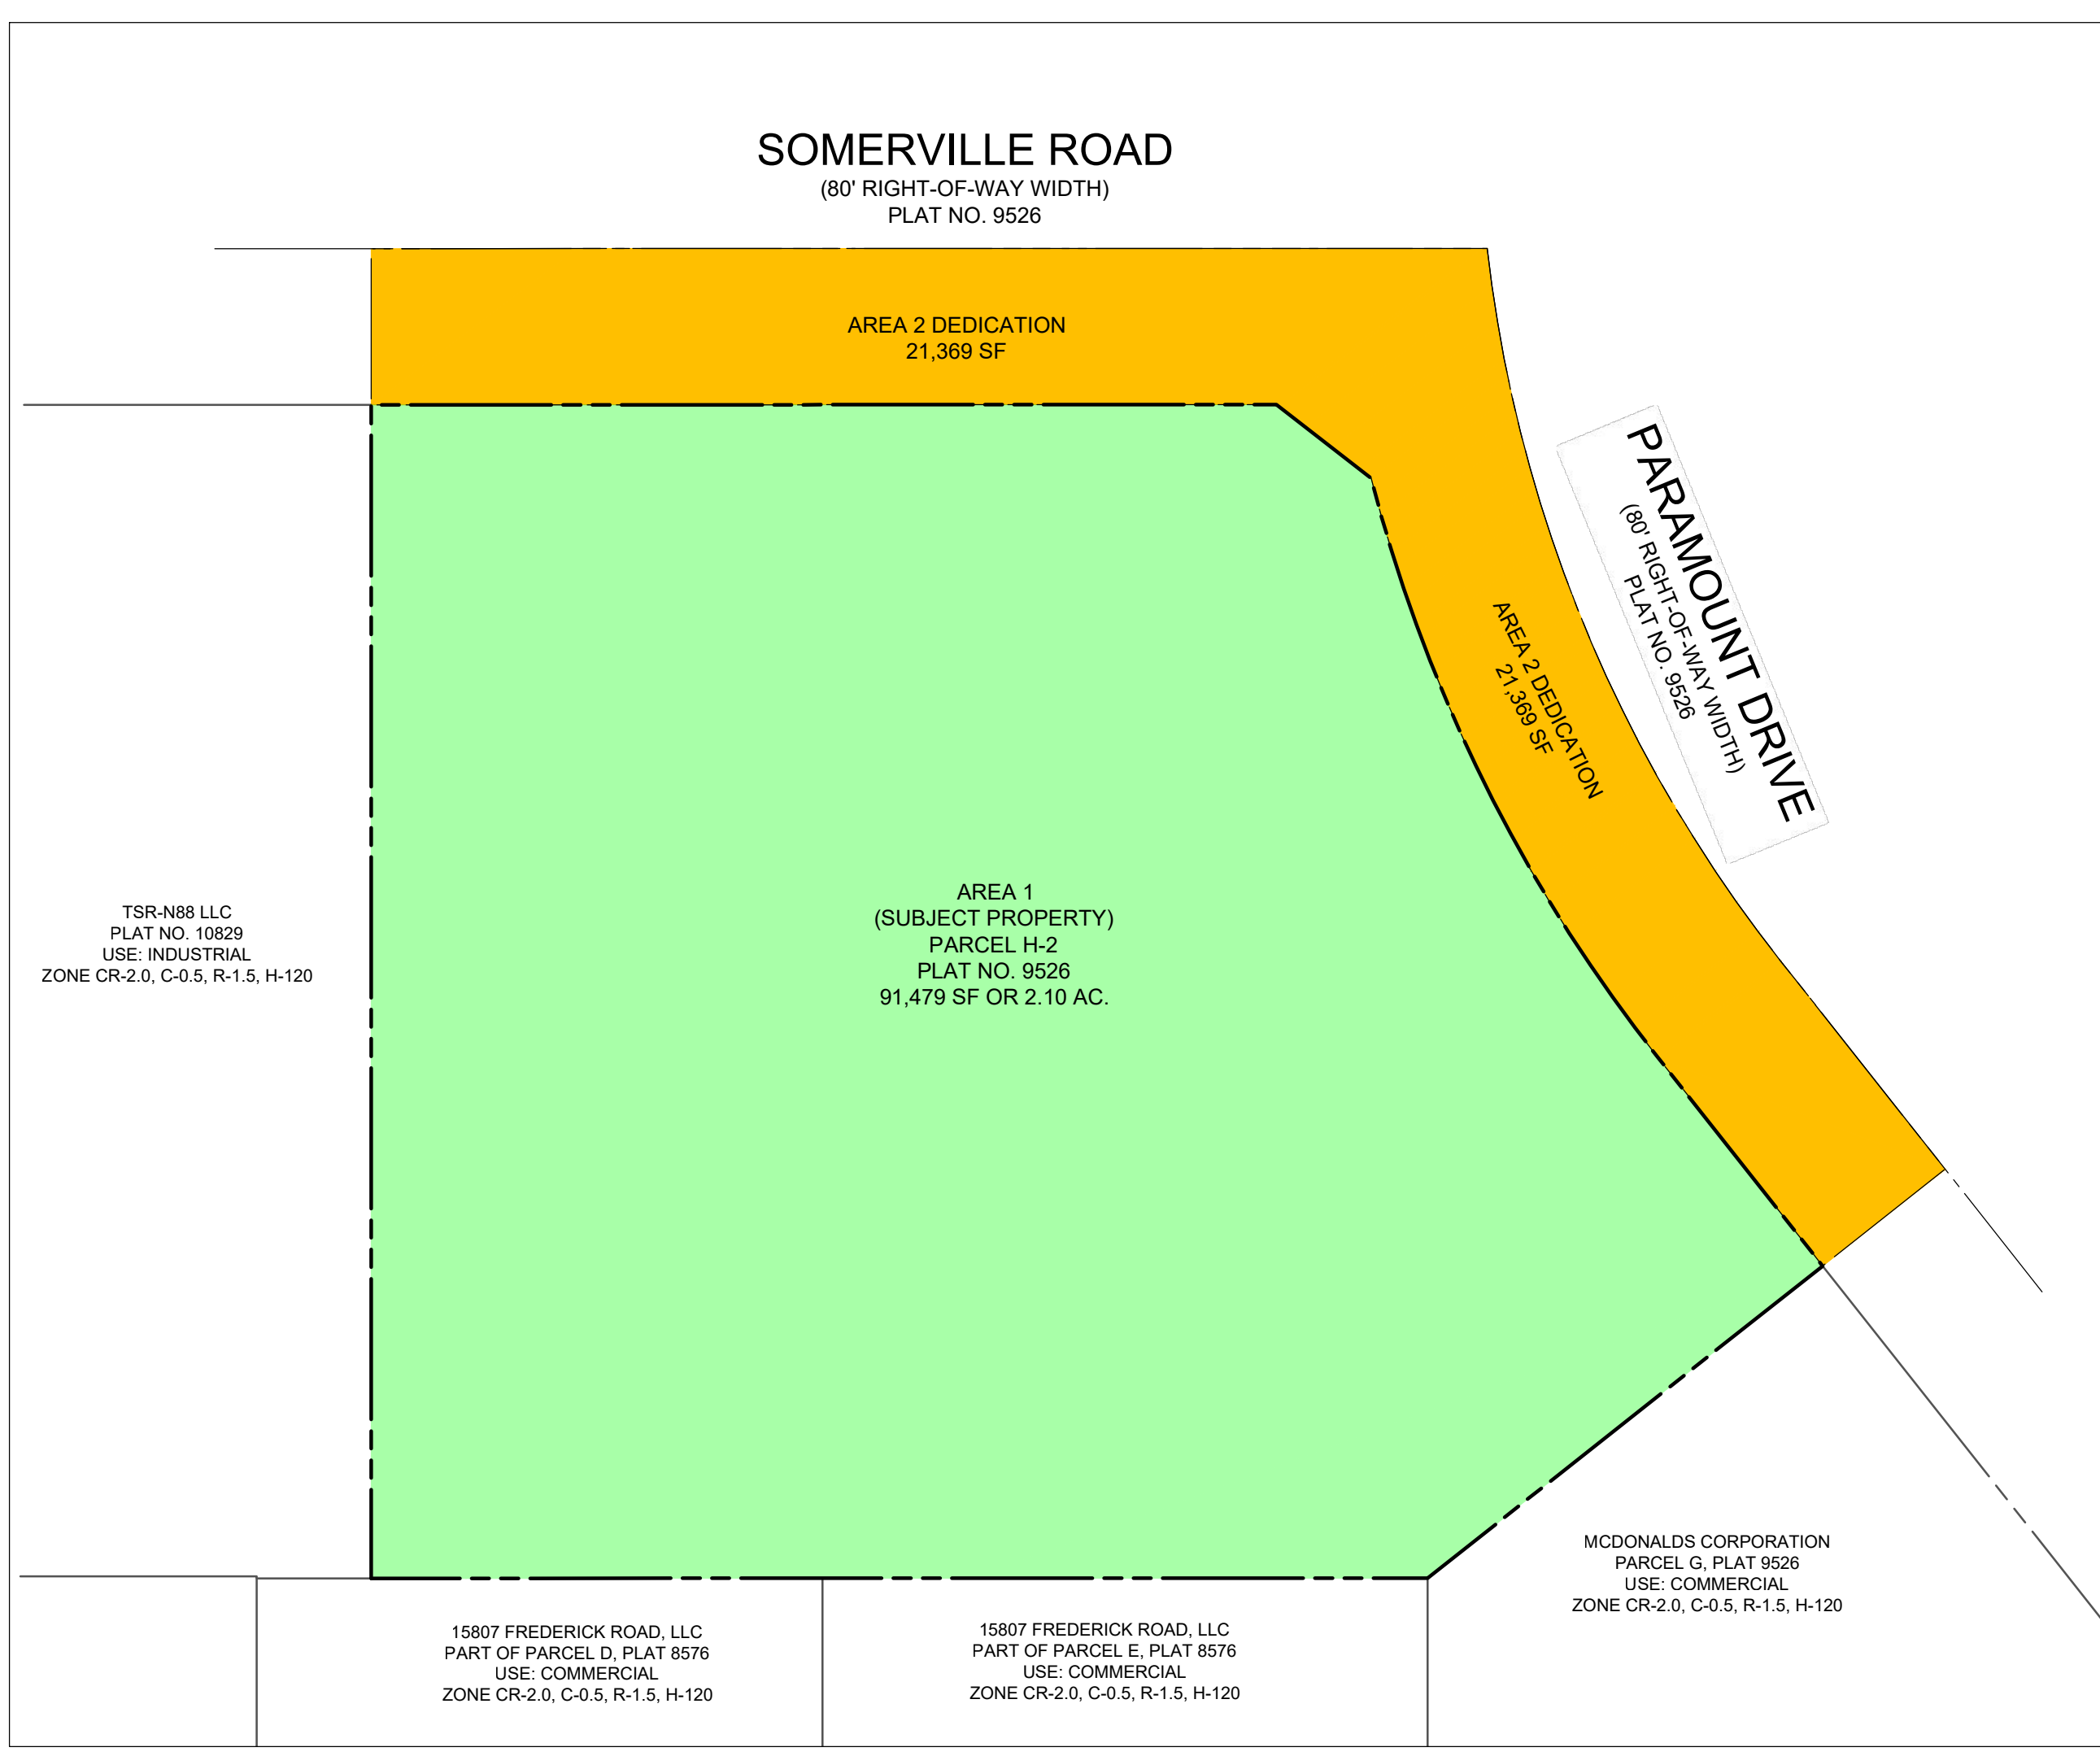 SOMERVILLE ROAD
(80' RIGHT-OF-WAY WIDTH)
PLAT NO. 9526
AREA 2 DEDICATION
21,369 SF
PARAMOUNT DRIVE
(80' RIGHT-OF-WAY WIDTH)
PLAT NO. 9526
AREA 2 DEDICATION
21,369 SF
AREA 1
(SUBJECT PROPERTY)
PARCEL H-2
PLAT NO. 9526
91,479 SF OR 2.10 AC.
TSR-N88 LLC
PLAT NO. 10829
USE: INDUSTRIAL
ZONE CR-2.0, C-0.5, R-1.5, H-120
MCDONALDS CORPORATION
PARCEL G, PLAT 9526
USE: COMMERCIAL
ZONE CR-2.0, C-0.5, R-1.5, H-120
15807 FREDERICK ROAD, LLC
PART OF PARCEL D, PLAT 8576
USE: COMMERCIAL
ZONE CR-2.0, C-0.5, R-1.5, H-120
15807 FREDERICK ROAD, LLC
PART OF PARCEL E, PLAT 8576
USE: COMMERCIAL
ZONE CR-2.0, C-0.5, R-1.5, H-120